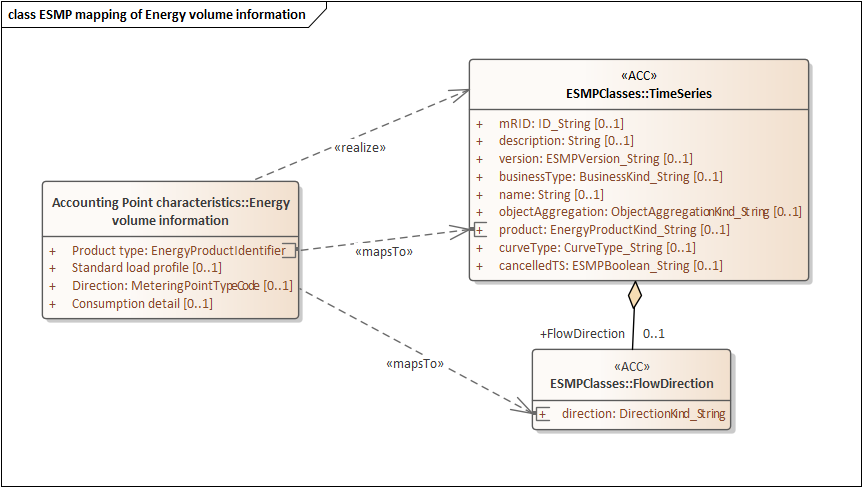 class ESMP mapping of Energy volume information
«ACC»
ESMPClasses::TimeSeries
+ mRID: ID_String [0..1]
+ description: String [0..1]
+ version: ESMPVersion_String [0..1]
+ businessType: BusinessKind_String [0..1]
+ name: String [0..1]
+ objectAggregation: ObjectAggregationKind_String [0..1]
+ product: EnergyProductKind_String [0..1]
+ curveType: CurveType_String [0..1]
+ cancelledTS: ESMPBoolean_String [0..1]
«realize»
Accounting Point characteristics::Energy
volume information
+ Product type: EnergyProductIdentifier
+ Standard load profile [0..1]
+ Direction: MeteringPointTypeCode [0..1]
+ Consumption detail [0..1]
«mapsTo»
«mapsTo»
+FlowDirection 0..1
«ACC»
ESMPClasses::FlowDirection
+ direction: DirectionKind_String